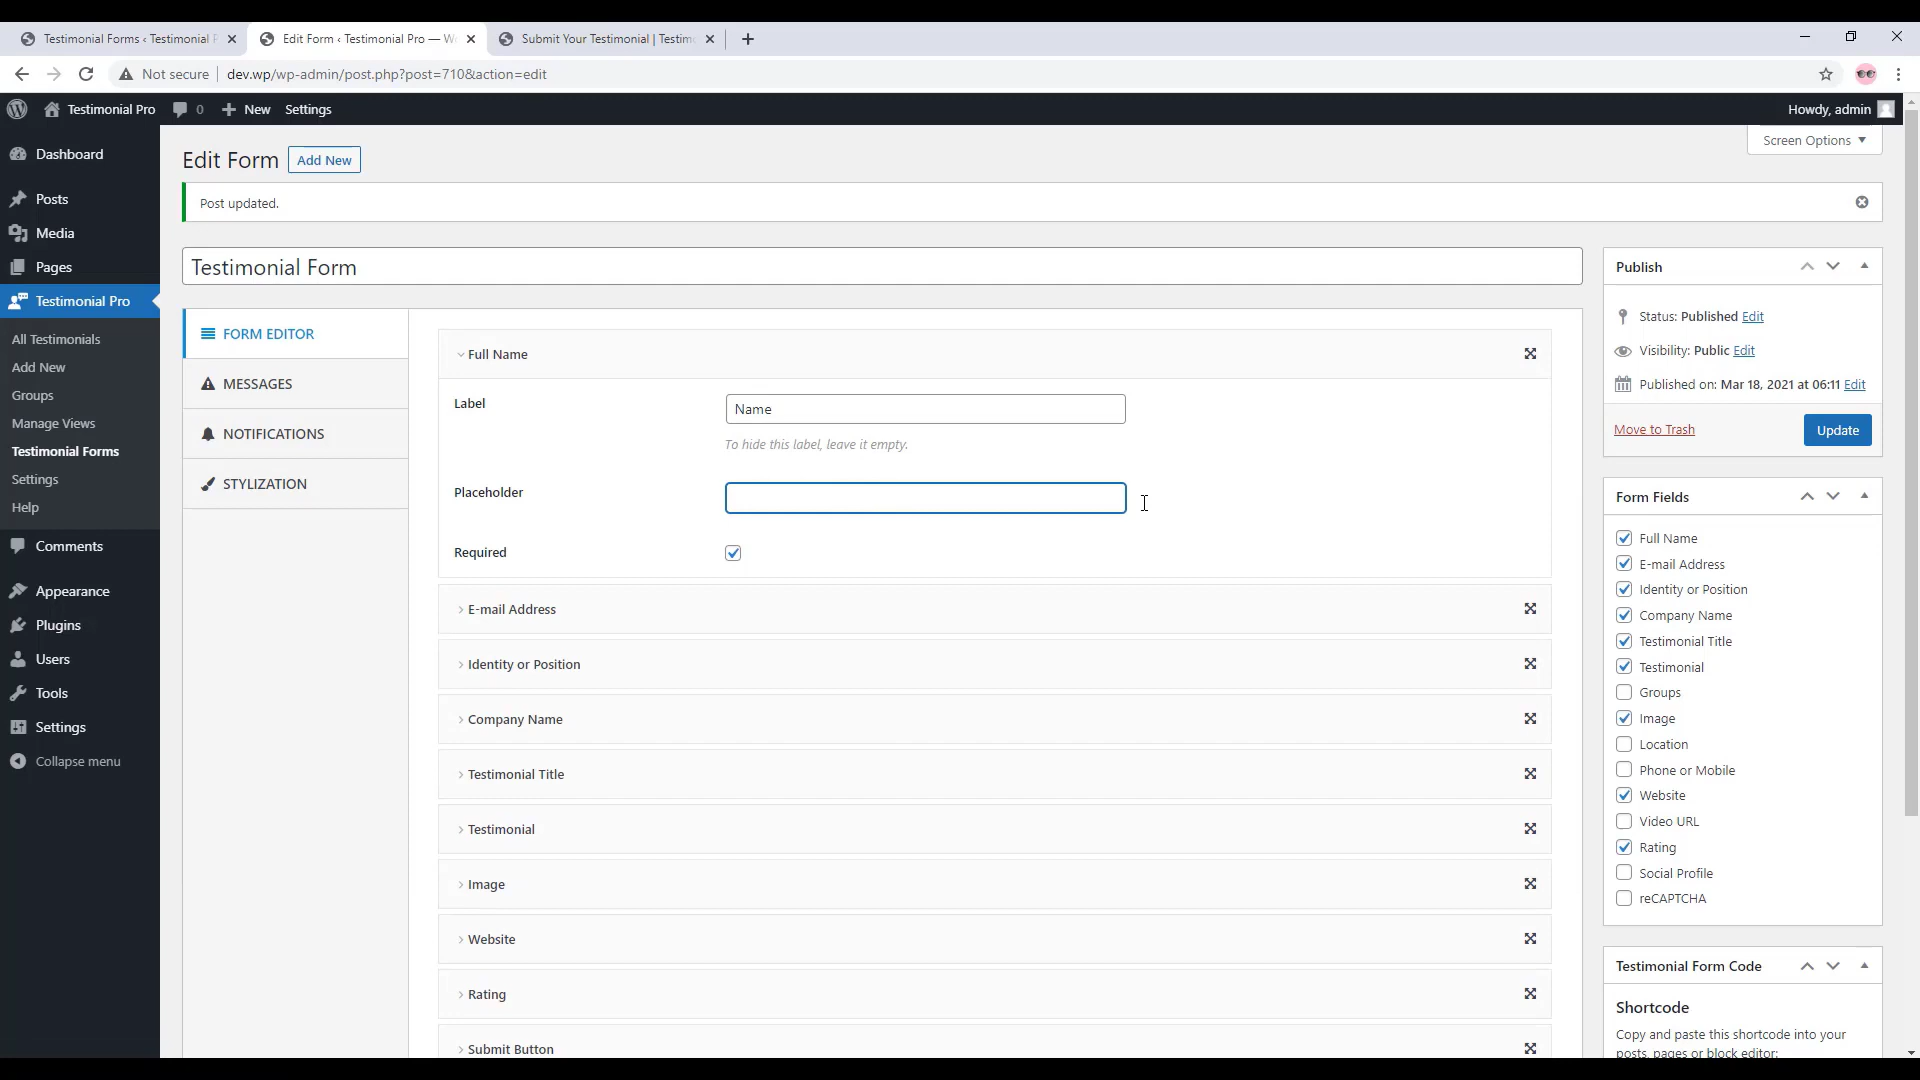 Testimonial Forms ‹ Testimonial P
Edit Form ‹ Testimonial Pro — W
Submit Your Testimonial | Testim
Not secure
dev.wp/wp-admin/post.php?post=710&action=edit
Testimonial Pro
0
New
Settings
Howdy, admin
Screen Options
Dashboard
Posts
Media
Pages
Testimonial Pro
All Testimonials
Add New
Groups
Manage Views
Testimonial Forms
Settings
Help
Comments
Appearance
Plugins
Users
Tools
Settings
Collapse menu
Edit Form
Add New
Post updated.
Testimonial Form
FORM EDITOR
MESSAGES
NOTIFICATIONS
STYLIZATION
Full Name
Label
Name
To hide this label, leave it empty.
Placeholder
Required
E-mail Address
Identity or Position
Company Name
Testimonial Title
Testimonial
Image
Website
Rating
Submit Button
Publish
Status: Published Edit
Visibility: Public Edit
Published on: Mar 18, 2021 at 06:11 Edit
Move to Trash
Update
Form Fields
Full Name
E-mail Address
Identity or Position
Company Name
Testimonial Title
Testimonial
Groups
Image
Location
Phone or Mobile
Website
Video URL
Rating
Social Profile
reCAPTCHA
Testimonial Form Code
Shortcode
Copy and paste this shortcode into your
posts, pages or block editor: